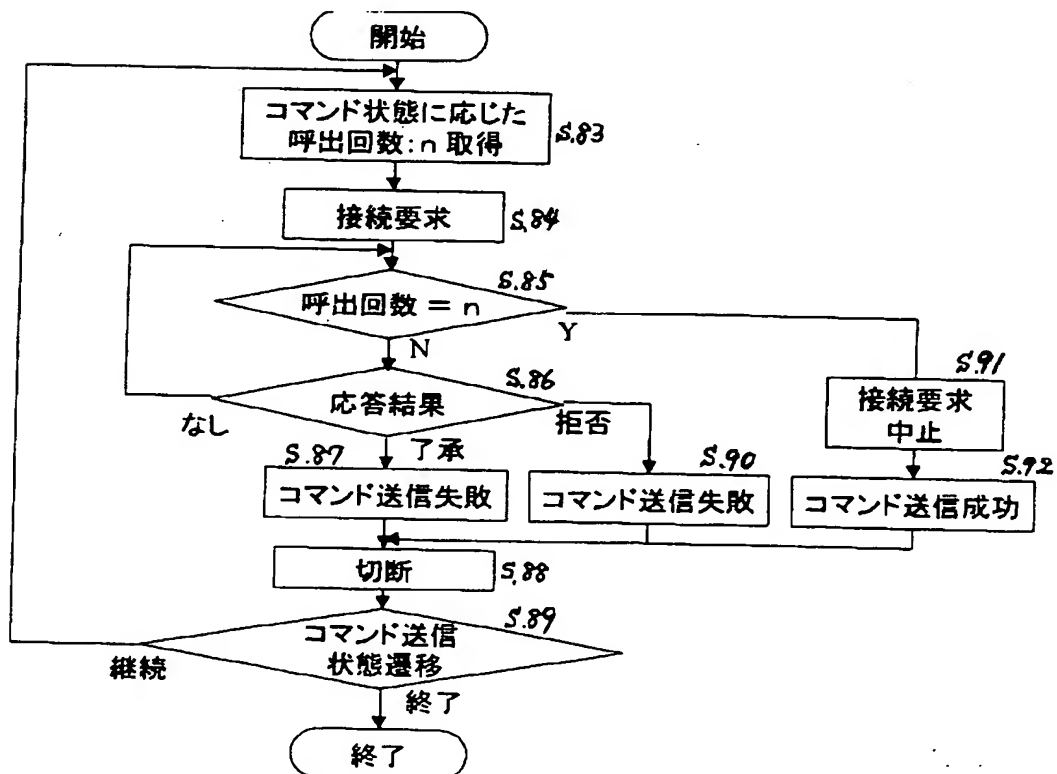 開始
コマンド状態に応じた
呼出回数:n 取得
S.83
接続要求
S.84
S.85
呼出回数 = n
Y
N
S.86
応答結果
なし
拒否
了承
S.91
接続要求
中止
S.87
コマンド送信失敗
S.90
コマンド送信失敗
S.92
コマンド送信成功
切断
S.88
S.89
コマンド送信
状態遷移
継続
終了
終了